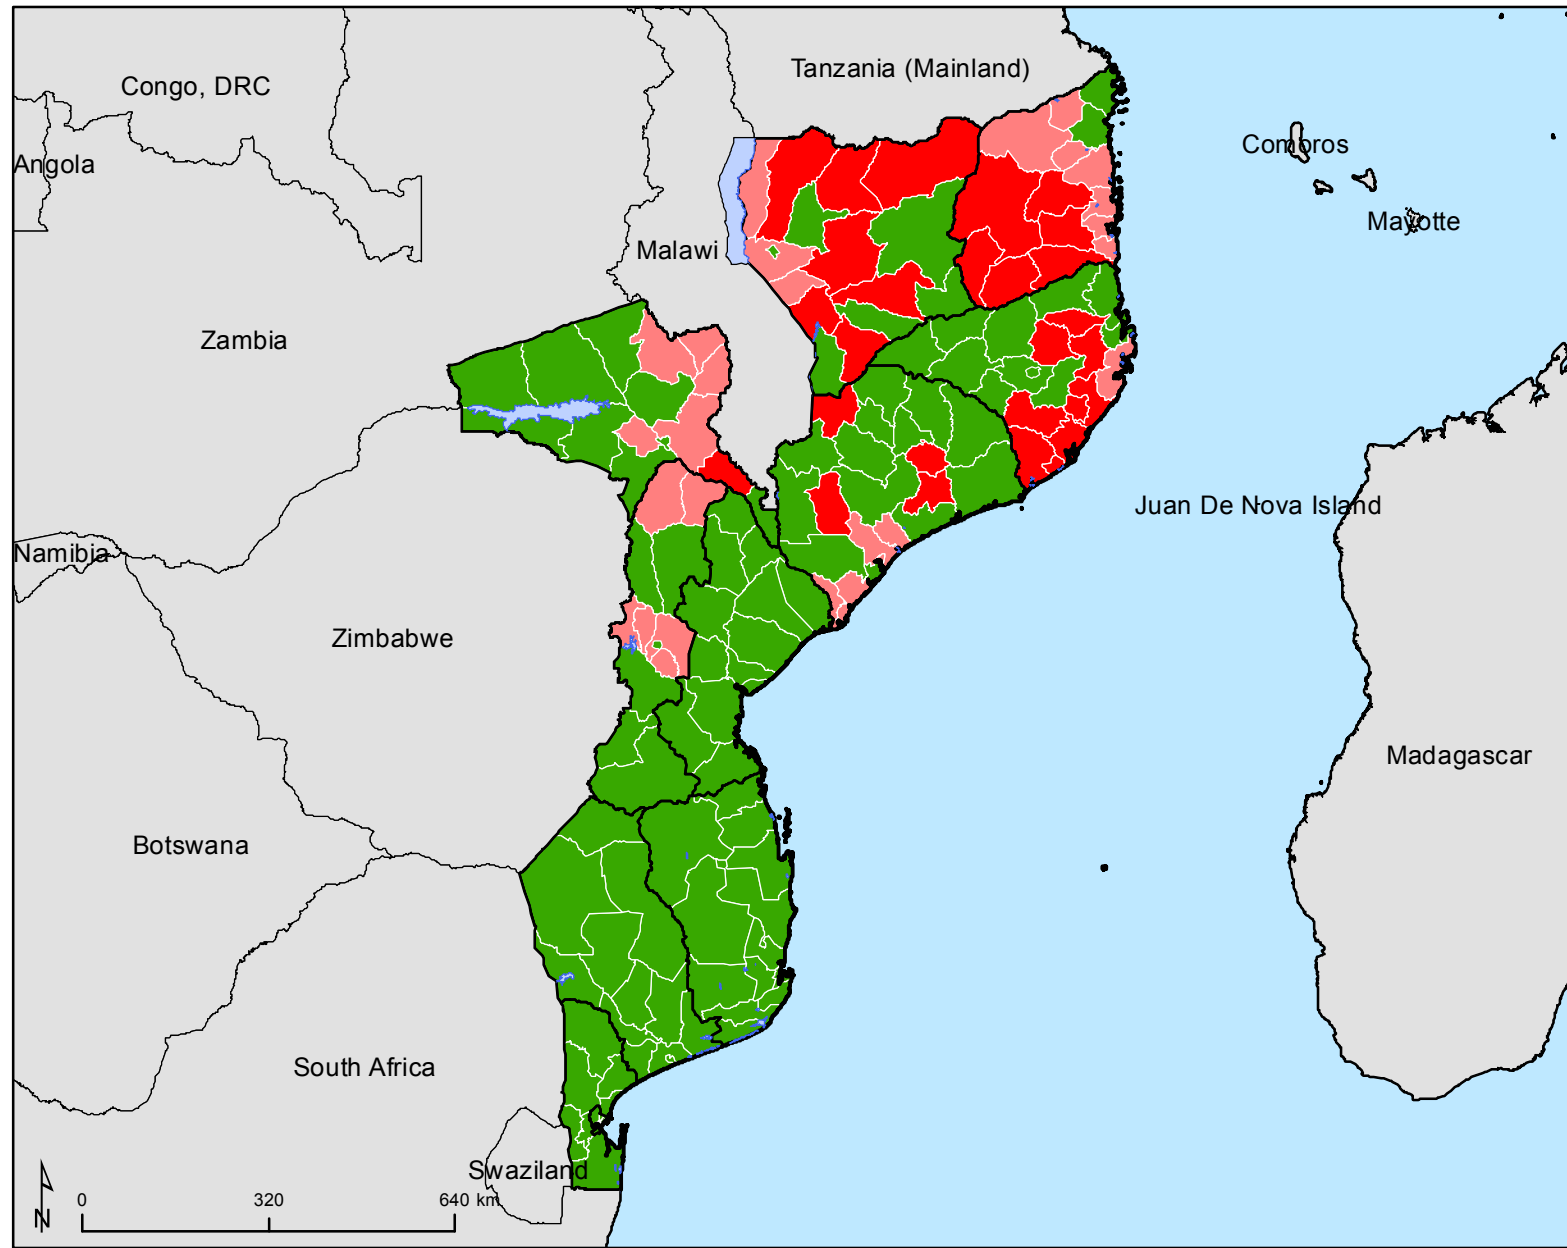 Tanzania (Mainland)
Congo, DRC
Comoros
Angola
Mayotte
Malawi
Zambia
Juan De Nova Island
Namibia
Zimbabwe
Madagascar
Botswana
South Africa
Swaziland
0 320 640 km
N